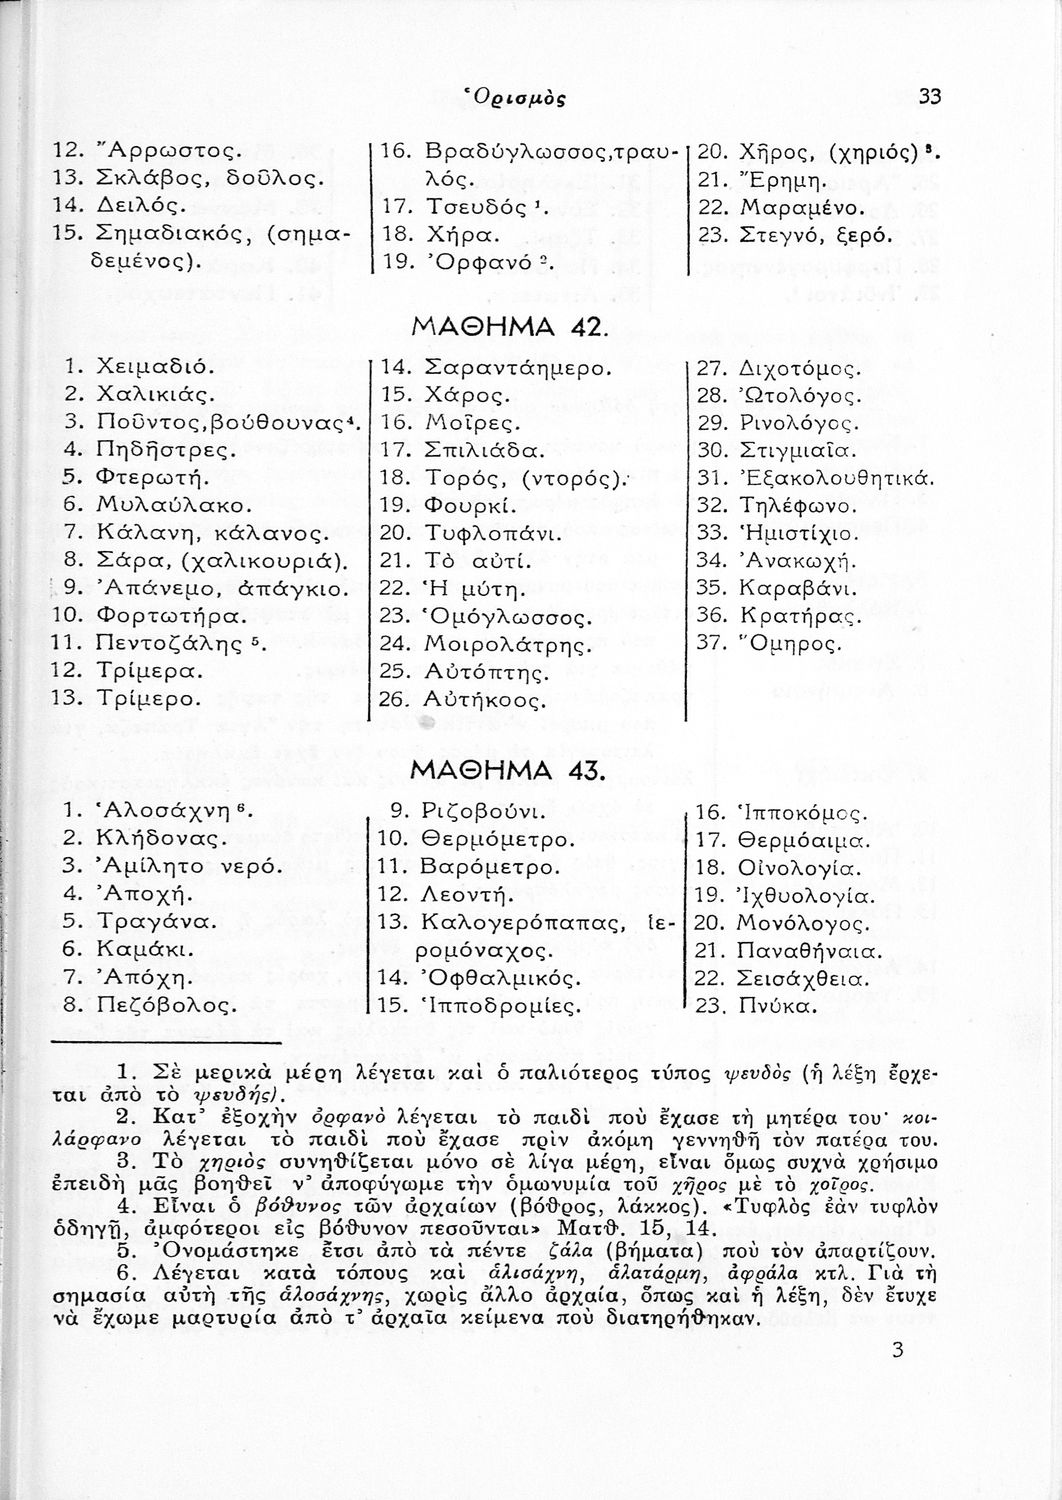 Ὁρισμὸς 33
12. Ἄρρωστος.
13. Σκλάβος, δοῦλος.
14. Δειλός.
15. Σημαδιακός, (σημα-
δεμένος).
16. Βραδύγλωσσος,τραυ-
λός.
17. Τσευδός ¹.
18. Χήρα.
19. Ὀρφανό ².
20. Χῆρος, (χηριός) ³.
21. Ἔρημη.
22. Μαραμένο.
23. Στεγνό, ξερό.
ΜΑΘΗΜΑ 42.
1. Χειμαδιό.
2. Χαλικιάς.
3. Ποῦντος,βούθουνας⁴.
4. Πηδῆστρες.
5. Φτερωτή.
6. Μυλαύλακο.
7. Κάλανη, κάλανος.
8. Σάρα, (χαλικουριά).
9. Ἀπάνεμο, ἀπάγκιο.
10. Φορτωτήρα.
11. Πεντοζάλης ⁵.
12. Τρίμερα.
13. Τρίμερο.
14. Σαραντάημερο.
15. Χάρος.
16. Μοῖρες.
17. Σπιλιάδα.
18. Τορός, (ντορός).
19. Φουρκί.
20. Τυφλοπάνι.
21. Τὸ αὐτί.
22. Ἡ μύτη.
23. Ὁμόγλωσσος.
24. Μοιρολάτρης.
25. Αὐτόπτης.
26. Αὐτήκοος.
27. Διχοτόμος.
28. Ὠτολόγος.
29. Ρινολόγος.
30. Στιγμιαῖα.
31. Ἐξακολουθητικά.
32. Τηλέφωνο.
33. Ἡμιστίχιο.
34. Ἀνακωχή.
35. Καραβάνι.
36. Κρατήρας.
37. Ὅμηρος.
ΜΑΘΗΜΑ 43.
1. Ἁλοσάχνη ⁶.
2. Κλήδονας.
3. Ἀμίλητο νερό.
4. Ἀποχή.
5. Τραγάνα.
6. Καμάκι.
7. Ἀπόχη.
8. Πεζόβολος.
9. Ριζοβούνι.
10. Θερμόμετρο.
11. Βαρόμετρο.
12. Λεοντή.
13. Καλογερόπαπας, ἱε-
ρομόναχος.
14. Ὀφθαλμικός.
15. Ἱπποδρομίες.
16. Ἱπποκόμος.
17. Θερμόαιμα.
18. Οἰνολογία.
19. Ἰχθυολογία.
20. Μονόλογος.
21. Παναθήναια.
22. Σεισάχθεια.
23. Πνύκα.
1. Σὲ μερικὰ μέρη λέγεται καὶ ὁ παλιότερος τύπος ψευδὸς (ἡ λέξη ἔρχε-
ται ἀπὸ τὸ ψευδής).
2. Κατ’ ἐξοχὴν ὀρφανὸ λέγεται τὸ παιδὶ ποὺ ἔχασε τὴ μητέρα του· κοι-
λάρφανο λέγεται τὸ παιδὶ ποὺ ἔχασε πρὶν ἀκόμη γεννηθῆ τὸν πατέρα του.
3. Τὸ χηριὸς συνηθίζεται μόνο σὲ λίγα μέρη, εἶναι ὅμως συχνὰ χρήσιμο
ἐπειδὴ μᾶς βοηθεῖ ν’ ἀποφύγωμε τὴν ὁμωνυμία τοῦ χῆρος μὲ τὸ χοῖρος.
4. Εἶναι ὁ βόθυνος τῶν ἀρχαίων (βόθρος, λάκκος). «Τυφλὸς ἐὰν τυφλὸν
ὁδηγῇ, ἀμφότεροι εἰς βόθυνον πεσοῦνται» Ματθ. 15, 14.
5. Ὀνομάστηκε ἔτσι ἀπὸ τὰ πέντε ζάλα (βήματα) ποὺ τὸν ἀπαρτίζουν.
6. Λέγεται κατὰ τόπους καὶ ἁλισάχνη, ἁλατάρμη, ἀφράλα κτλ. Γιὰ τὴ
σημασία αὐτὴ τῆς ἁλοσάχνης, χωρὶς ἄλλο ἀρχαία, ὅπως καὶ ἡ λέξη, δὲν ἔτυχε
νὰ ἔχωμε μαρτυρία ἀπὸ τ’ ἀρχαῖα κείμενα ποὺ διατηρήθηκαν.
3